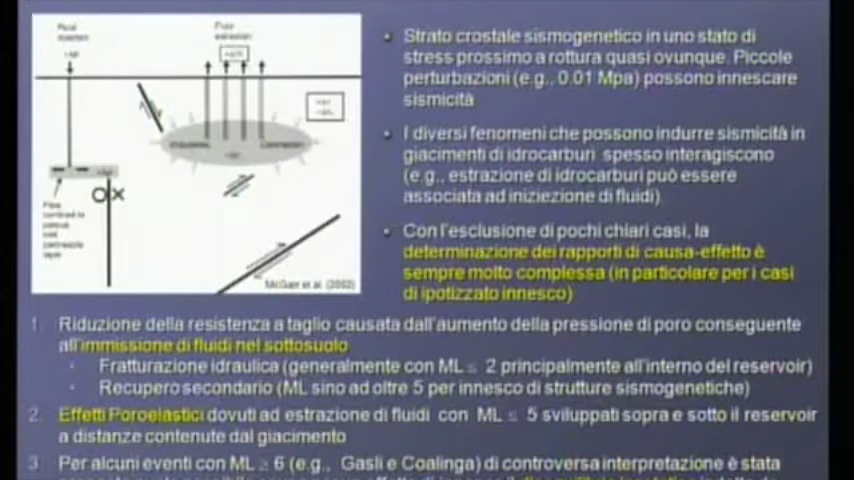 Fluid
Fluid
extraction
Strato crostale sismogenetico in uno stato di
stress prossimo a rottura quasi ovunque. Piccole
perturbazioni (e.g., 0.01 Mpa) possono innescare
sismicità
I diversi fenomeni che possono indurre sismicità in
giacimenti di idrocarburi spesso interagiscono
(e.g., estrazione di idrocarburi può essere
associata ad iniziezione di fluidi)
Con l'esclusione di pochi chiari casi, la
determinazione dei rapporti di causa-effetto è
sempre molto complessa (in particolare per i casi
di ipotizzato innesco)
McGarr et al. (2002)
1. Riduzione della resistenza a taglio causata dall'aumento della pressione di poro conseguente
all'immissione di fluidi nel sottosuolo
Fratturazione idraulica (generalmente con ML ≤ 2 principalmente all'interno del reservoir)
Recupero secondario (ML sino ad oltre 5 per innesco di strutture sismogenetiche)
2. Effetti Poroelastici dovuti ad estrazione di fluidi con ML ≤ 5 sviluppati sopra e sotto il reservoir
a distanze contenute dal giacimento
3. Per alcuni eventi con ML ≥ 6 (e.g., Gasli e Coalinga) di controversa interpretazione è stata